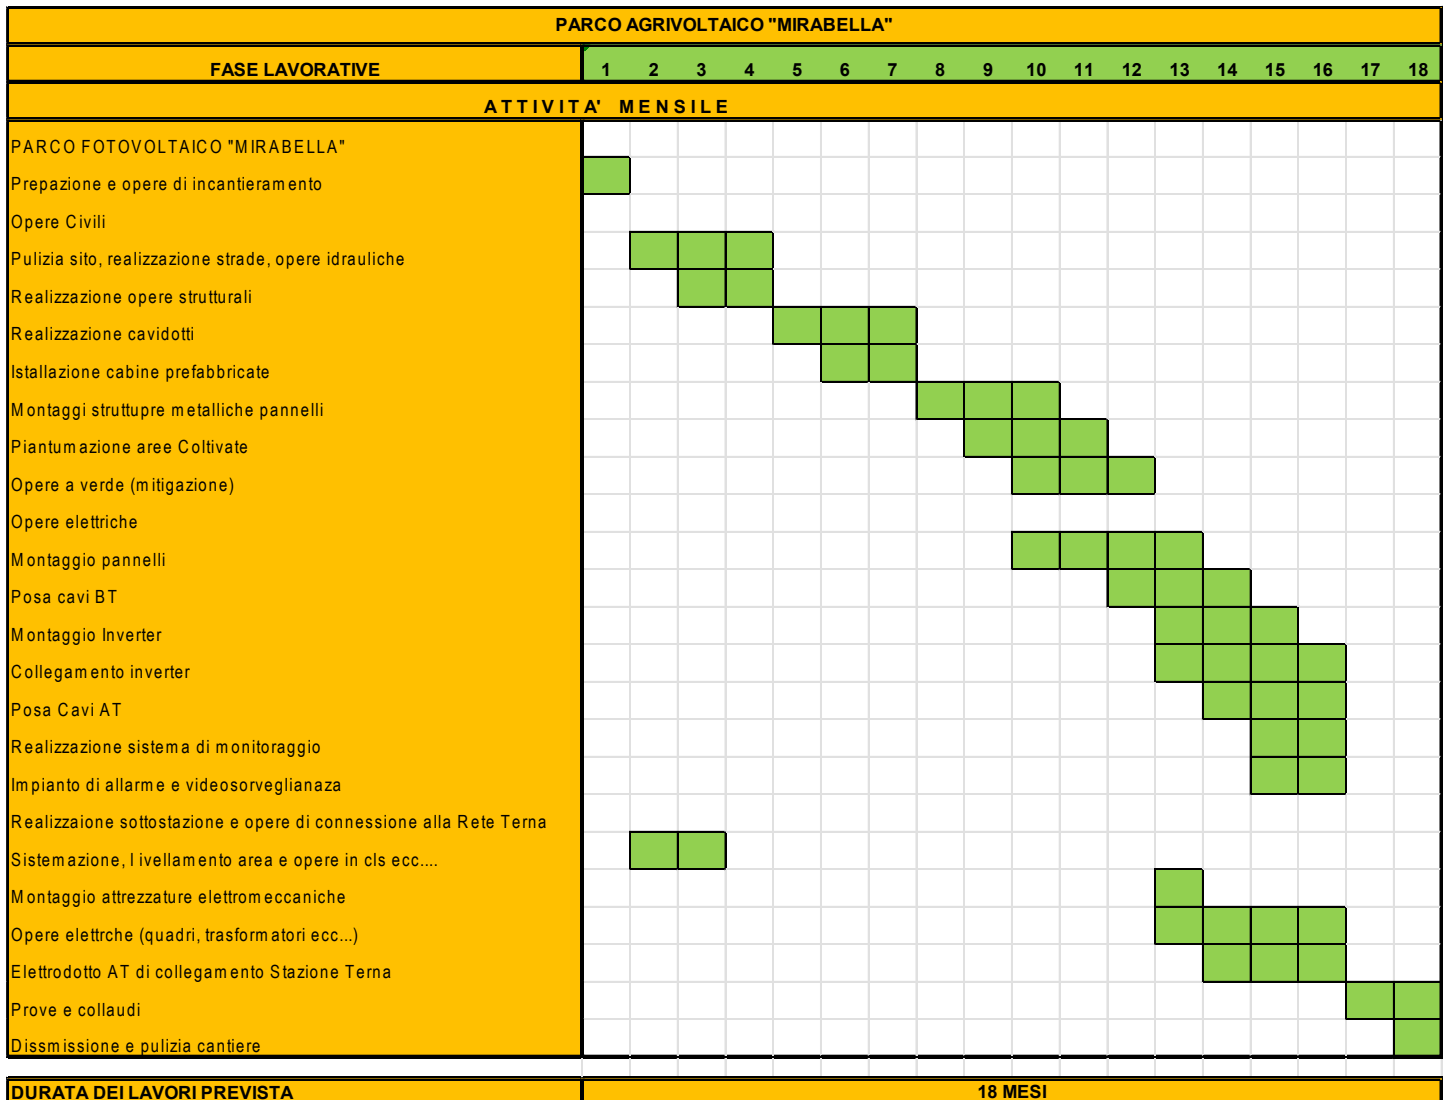 PARCO AGRIVOLTAICO "MIRABELLA"
FASE LAVORATIVE 1 2 3 4 5 6 7 8 9 10 11 12 13 14 15 16 17 18
ATTIVITA' MENSILE
PARCO FOTOVOLTAICO "MIRABELLA"
Prepazione e opere di incantieramento
Opere Civili
Pulizia sito, realizzazione strade, opere idrauliche
Realizzazione opere strutturali
Realizzazione cavidotti
Istallazione cabine prefabbricate
Montaggi struttupre metalliche pannelli
Piantumazione aree Coltivate
Opere a verde (mitigazione)
Opere elettriche
Montaggio pannelli
Posa cavi BT
Montaggio Inverter
Collegamento inverter
Posa Cavi AT
Realizzazione sistema di monitoraggio
Impianto di allarme e videosorveglianaza
Realizzaione sottostazione e opere di connessione alla Rete Terna
Sistemazione, l ivellamento area e opere in cls ecc....
Montaggio attrezzature elettromeccaniche
Opere elettrche (quadri, trasformatori ecc...)
Elettrodotto AT di collegamento Stazione Terna
Prove e collaudi
Dissmissione e pulizia cantiere
DURATA DEI LAVORI PREVISTA 18 MESI